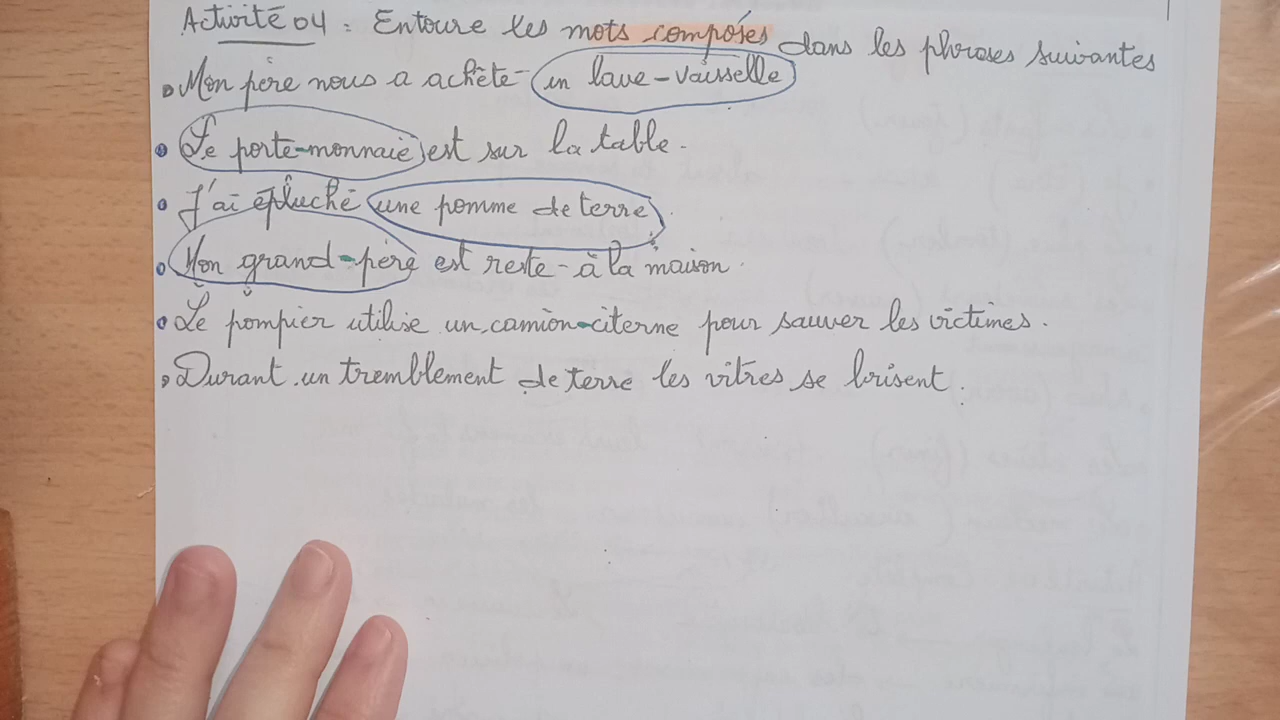 Activité 04 : Entoure les mots composés dans les phrases suivantes
• Mon père nous a achêté un lave-vaisselle
• Le porte-monnaie est sur la table.
• J'ai épluché une pomme de terre.
• Mon grand-père est resté à la maison.
• Le pompier utilise un camion-citerne pour sauver les victimes.
• Durant un tremblement de terre les vitres se brisent.